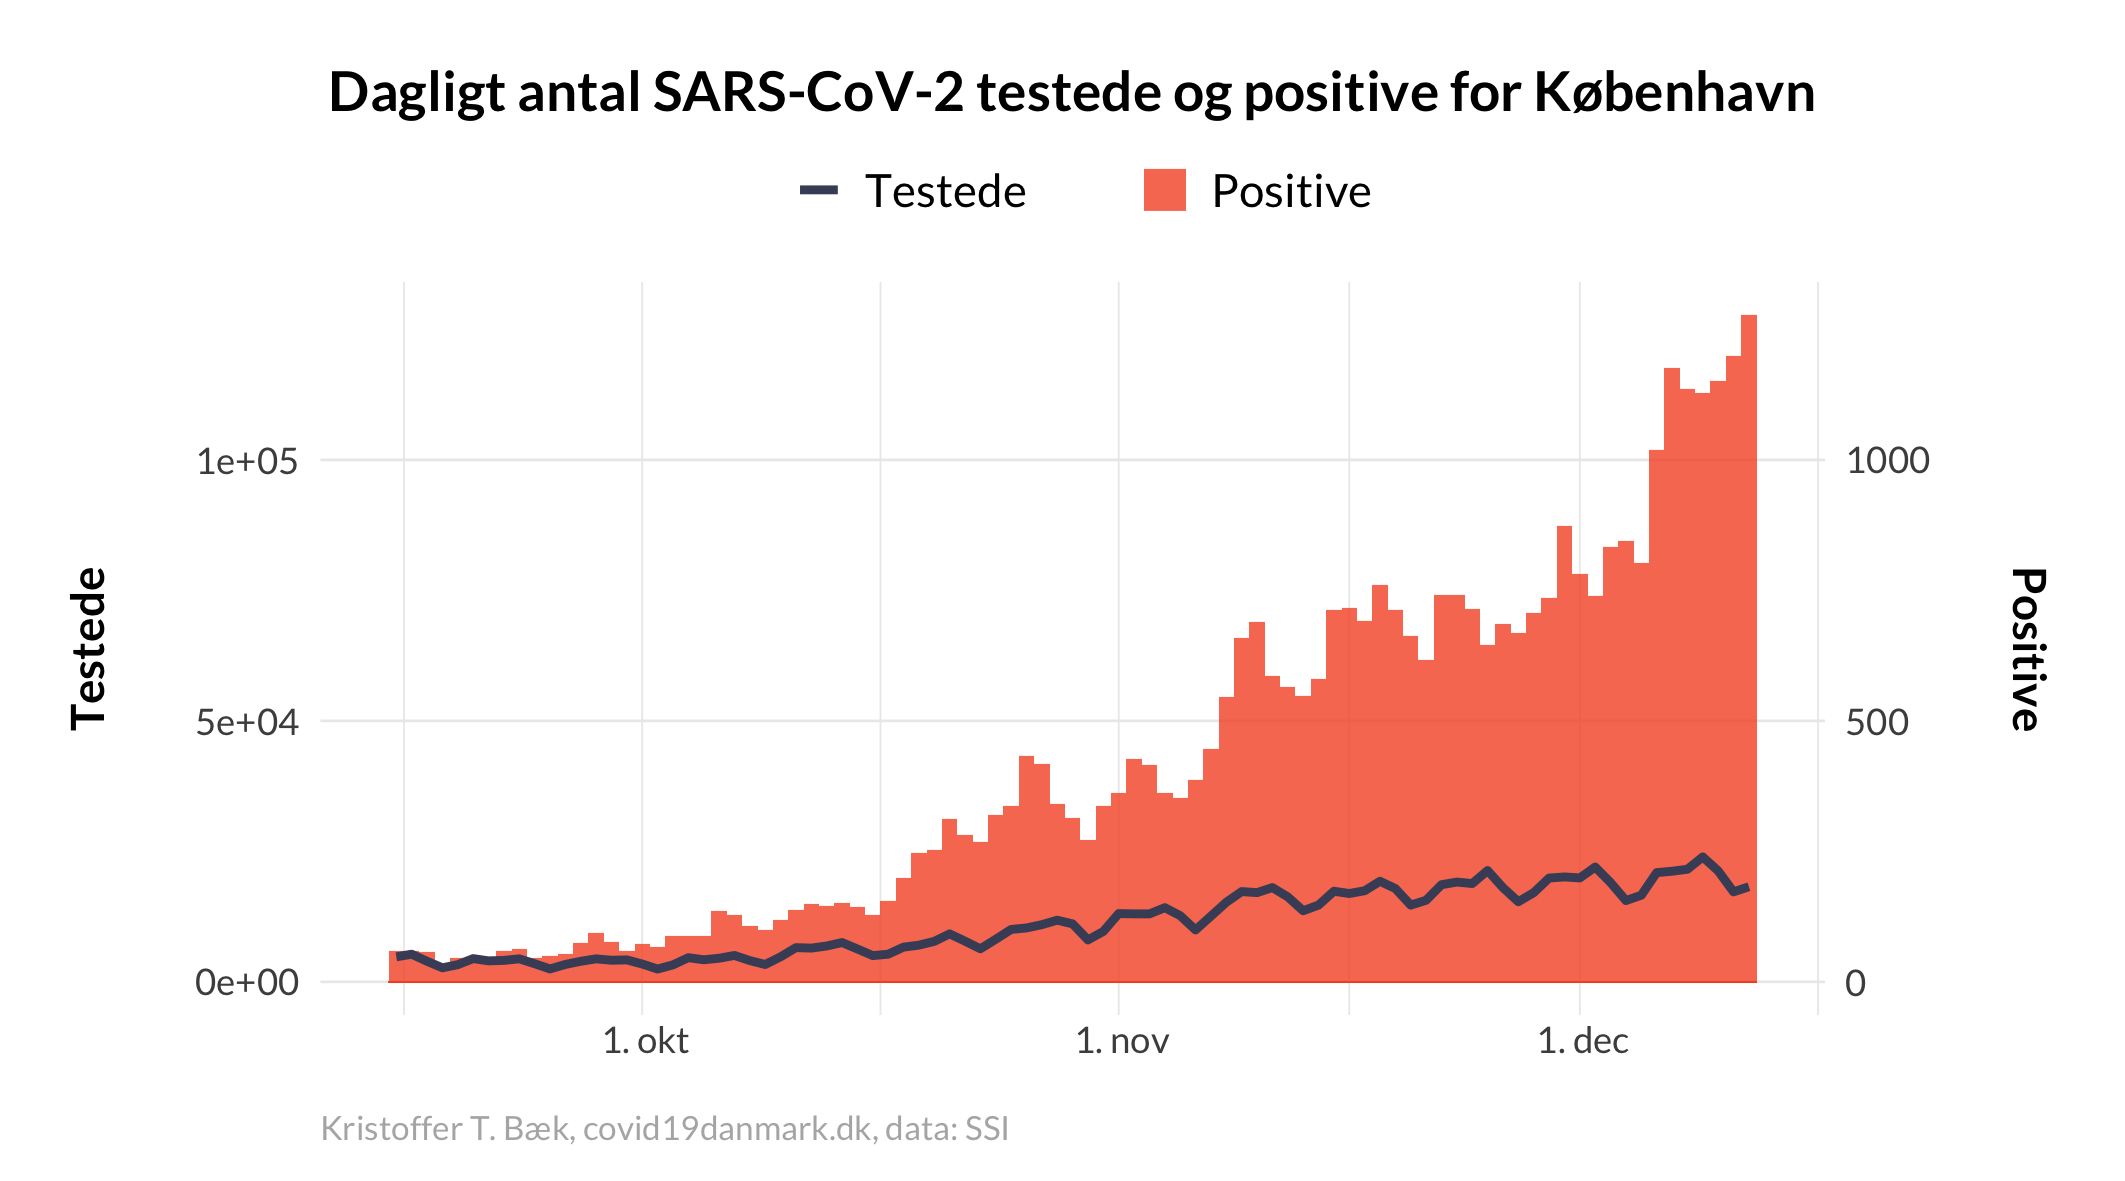 Dagligt antal SARS-CoV-2 testede og positive for København
Testede
Positive
1e+05
5e+04
0e+00
Testede
1000
500
0
Positive
1. okt
1. nov
1. dec
Kristoffer T. Bæk, covid19danmark.dk, data: SSI